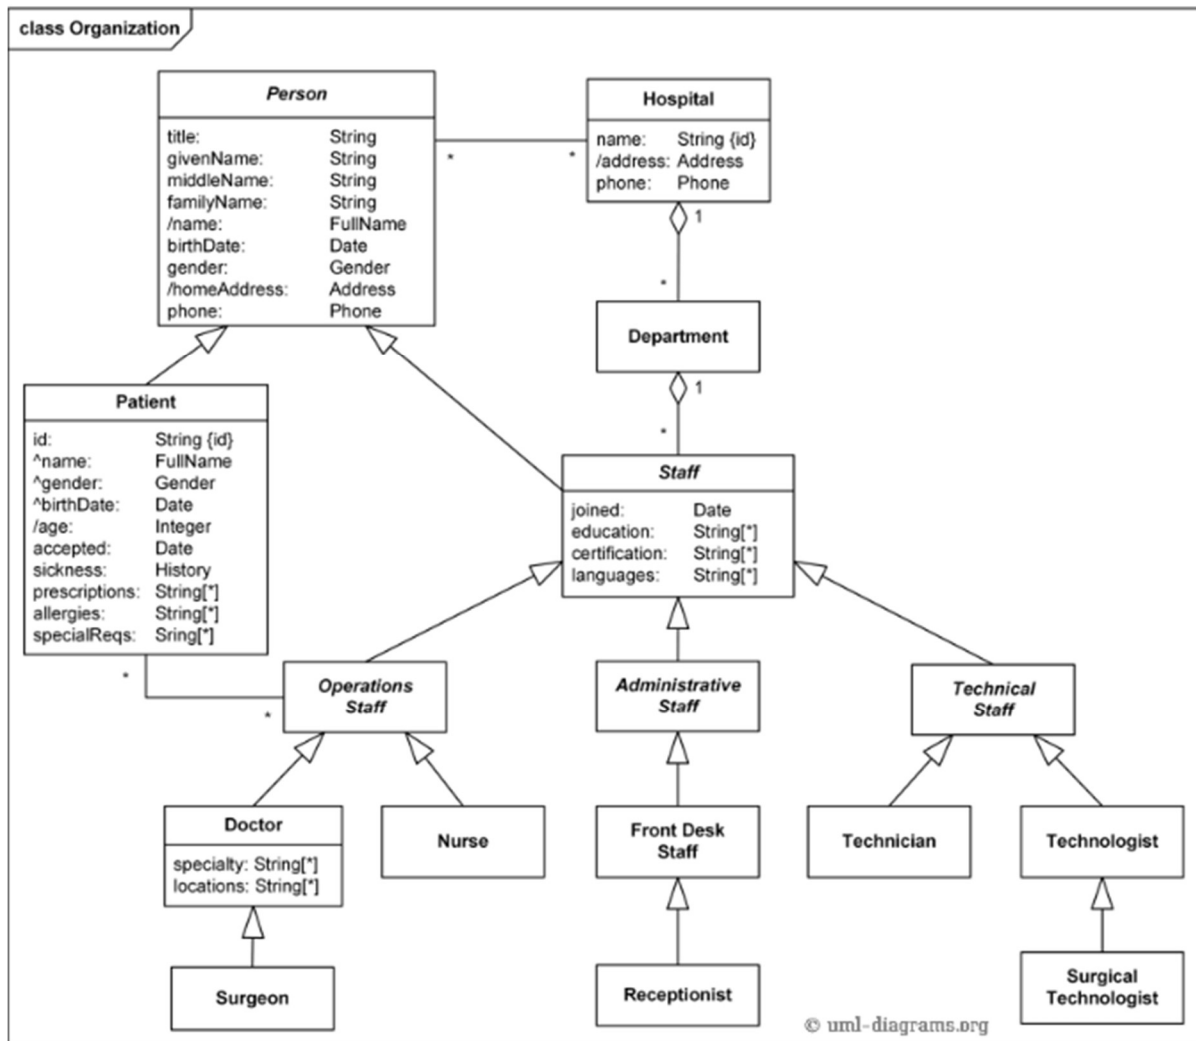 class Organization
Person
title: String
givenName: String
middleName: String
familyName: String
/name: FullName
birthDate: Date
gender: Gender
/homeAddress: Address
phone: Phone
Hospital
name: String {id}
/address: Address
phone: Phone
*
*
1
*
Department
1
*
Patient
id: String {id}
^name: FullName
^gender: Gender
^birthDate: Date
/age: Integer
accepted: Date
sickness: History
prescriptions: String[*]
allergies: String[*]
specialReqs: Sring[*]
Staff
joined: Date
education: String[*]
certification: String[*]
languages: String[*]
*
*
Operations
Staff
Administrative
Staff
Technical
Staff
Doctor
specialty: String[*]
locations: String[*]
Nurse
Front Desk
Staff
Technician
Technologist
Surgeon
Receptionist
Surgical
Technologist
© uml-diagrams.org